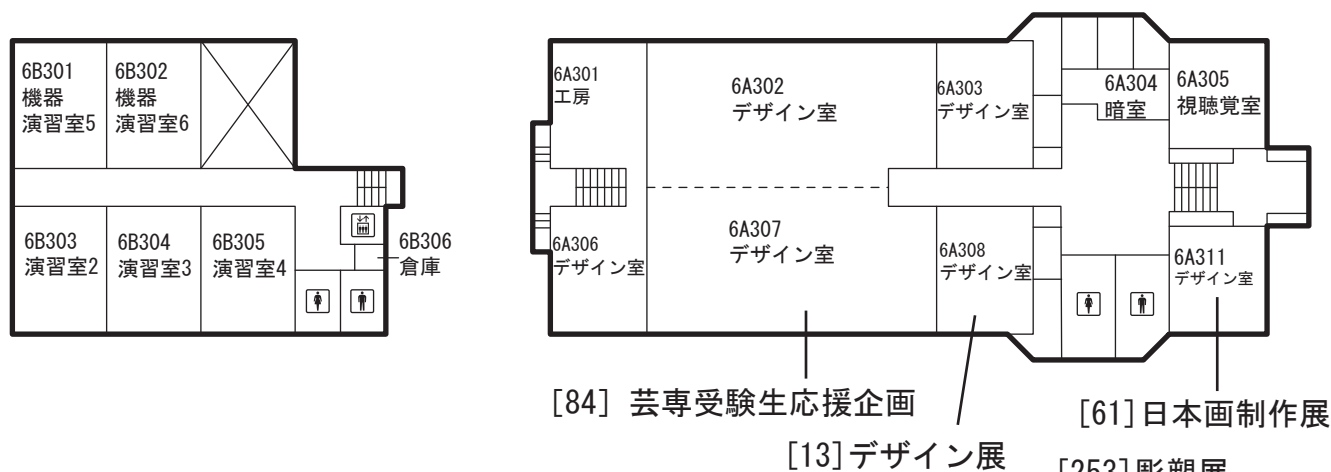 6B301
機器
演習室5
6B302
機器
演習室6
6B303
演習室2
6B304
演習室3
6B305
演習室4
6B306
倉庫
6A301
工房
6A302
デザイン室
6A303
デザイン室
6A304
暗室
6A305
視聴覚室
6A306
デザイン室
6A307
デザイン室
6A308
デザイン室
6A311
デザイン室
[84] 芸専受験生応援企画
[61]日本画制作展
[13]デザイン展
[253]彫塑展